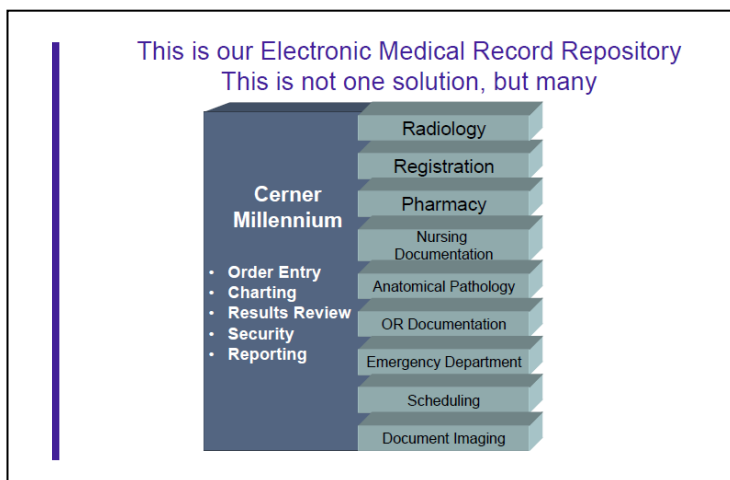 This is our Electronic Medical Record Repository
This is not one solution, but many
Cerner
Millennium
• Order Entry
• Charting
• Results Review
• Security
• Reporting
Radiology
Registration
Pharmacy
Nursing
Documentation
Anatomical Pathology
OR Documentation
Emergency Department
Scheduling
Document Imaging